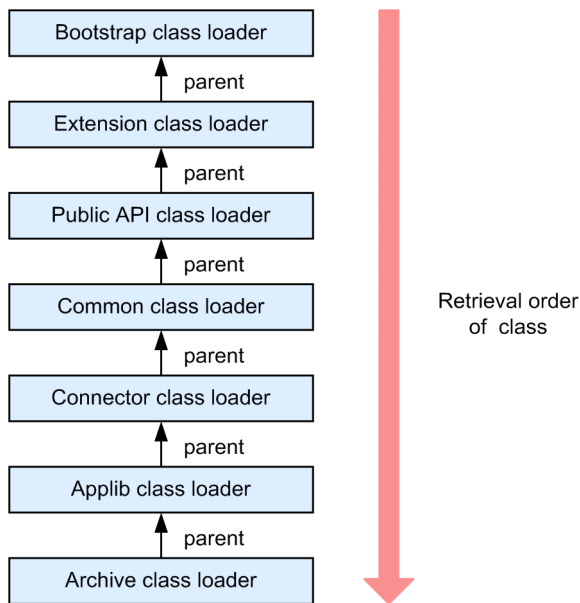 Bootstrap class loader
parent
Extension class loader
parent
Public API class loader
parent
Common class loader
parent
Connector class loader
parent
Applib class loader
parent
Archive class loader
Retrieval order
of class